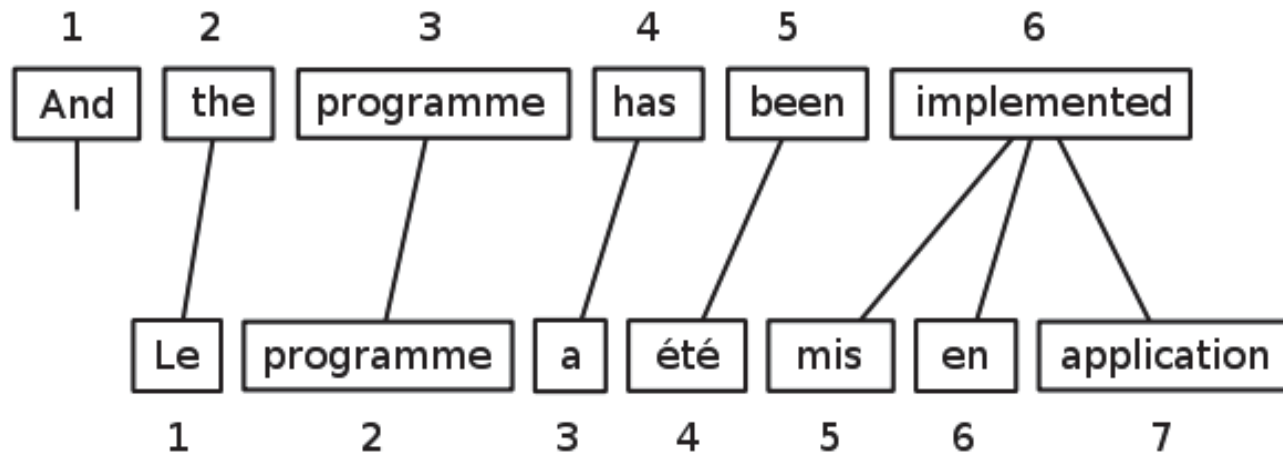 1 2 3 4 5 6
And the programme has been implemented
Le programme a été mis en application
1 2 3 4 5 6 7